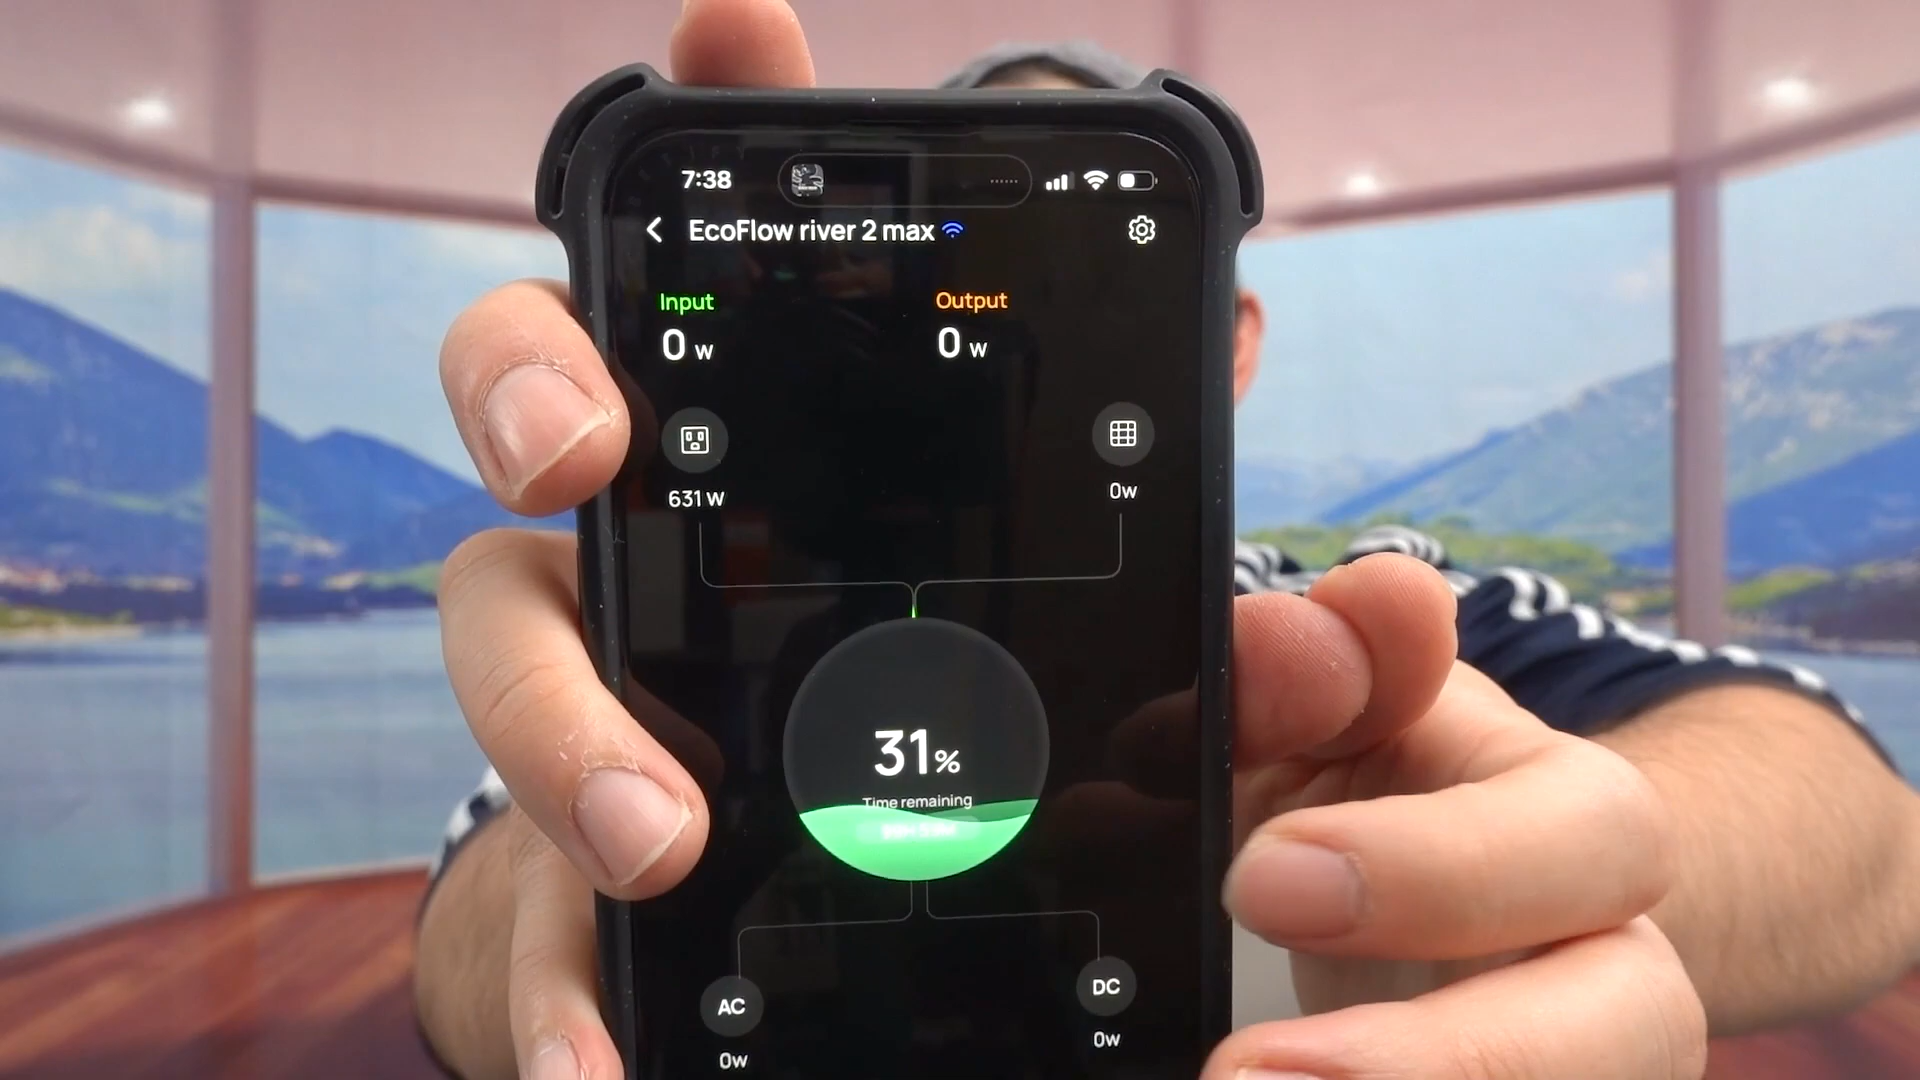 7:38
EcoFlow river 2 max
Input
Output
0 w
0 w
631 W
0w
31%
Time remaining
AC
DC
0w
0w